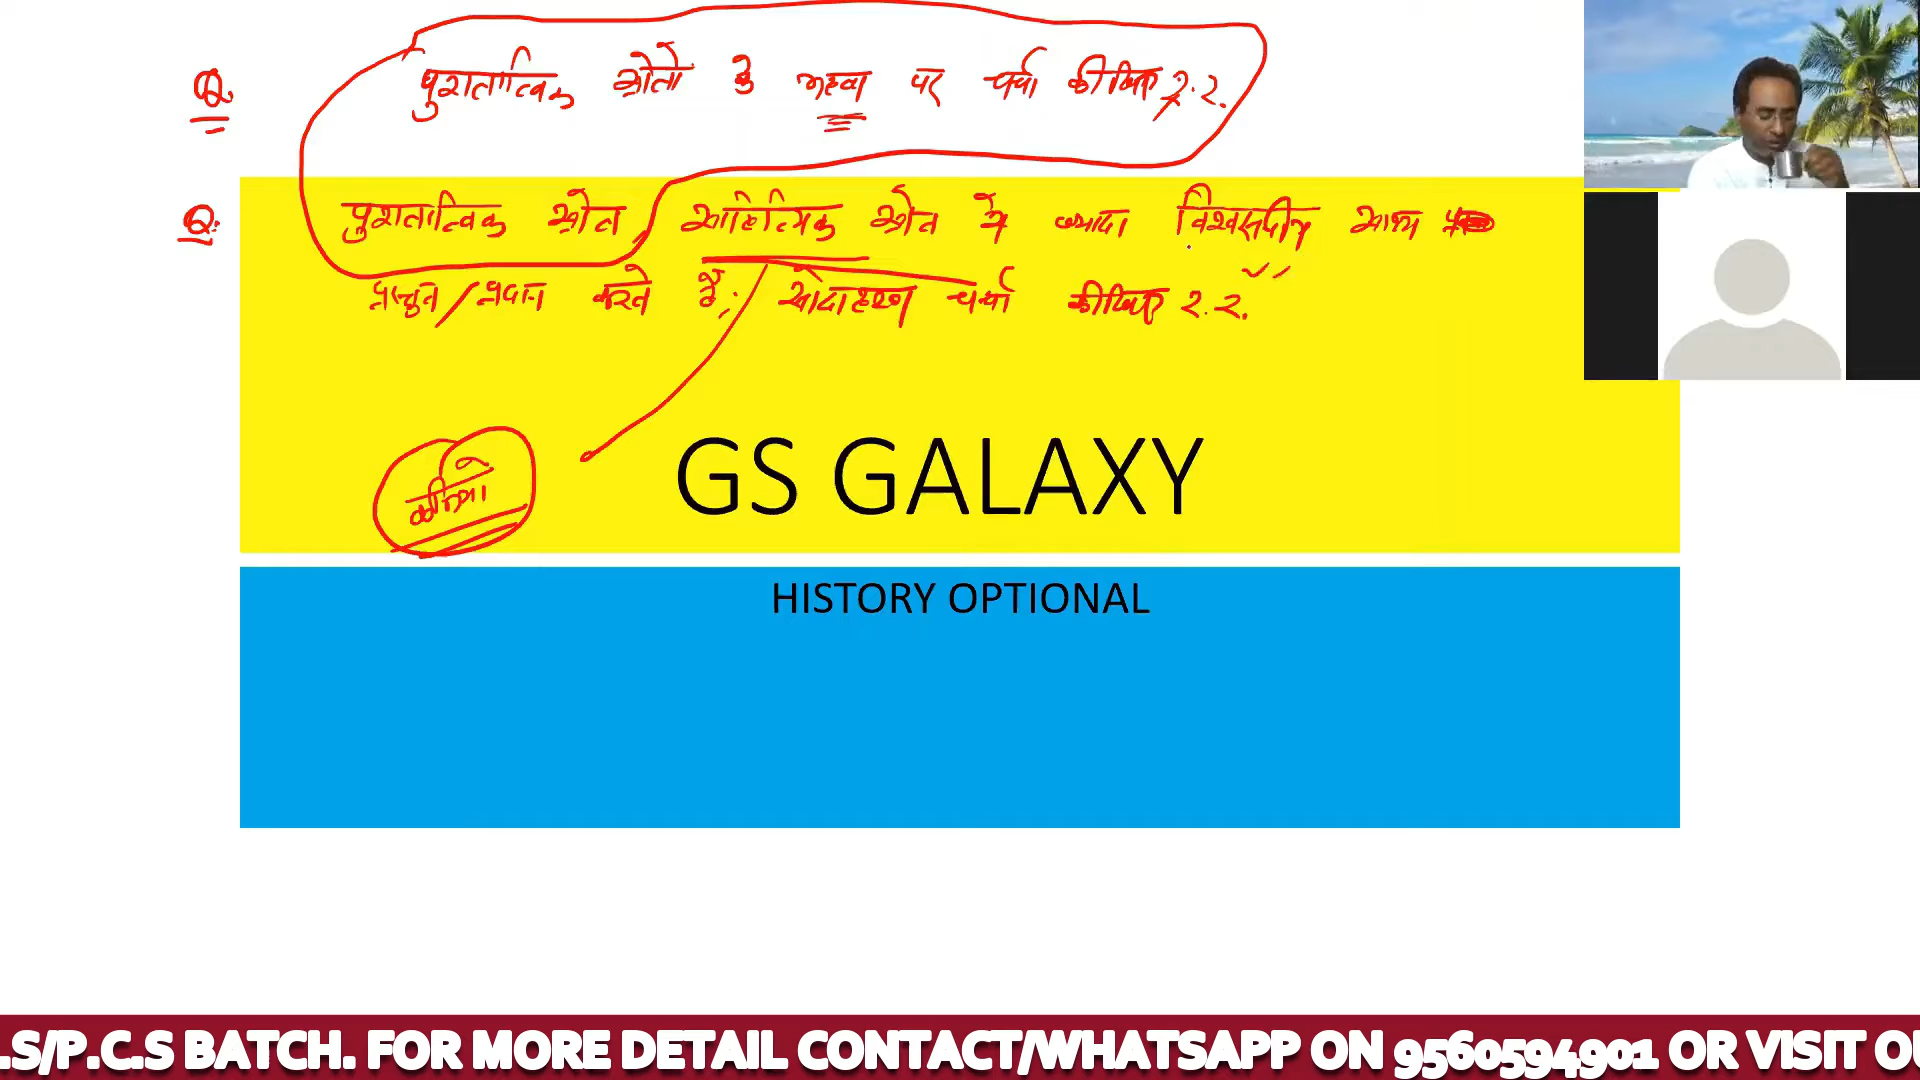 Q. पुरातात्विक स्रोतो के महत्व पर चर्चा कीजिए ?. ?.
Q. पुरातात्विक स्रोत, साहित्यिक स्रोत से ज्यादा विश्वसनीय साक्ष्य
प्रस्तुत / प्रदान करते है; सोदाहरण चर्चा कीजिए ?. ?.
GS GALAXY
HISTORY OPTIONAL
.S/P.C.S BATCH. FOR MORE DETAIL CONTACT/WHATSAPP ON 9560594901 OR VISIT OU